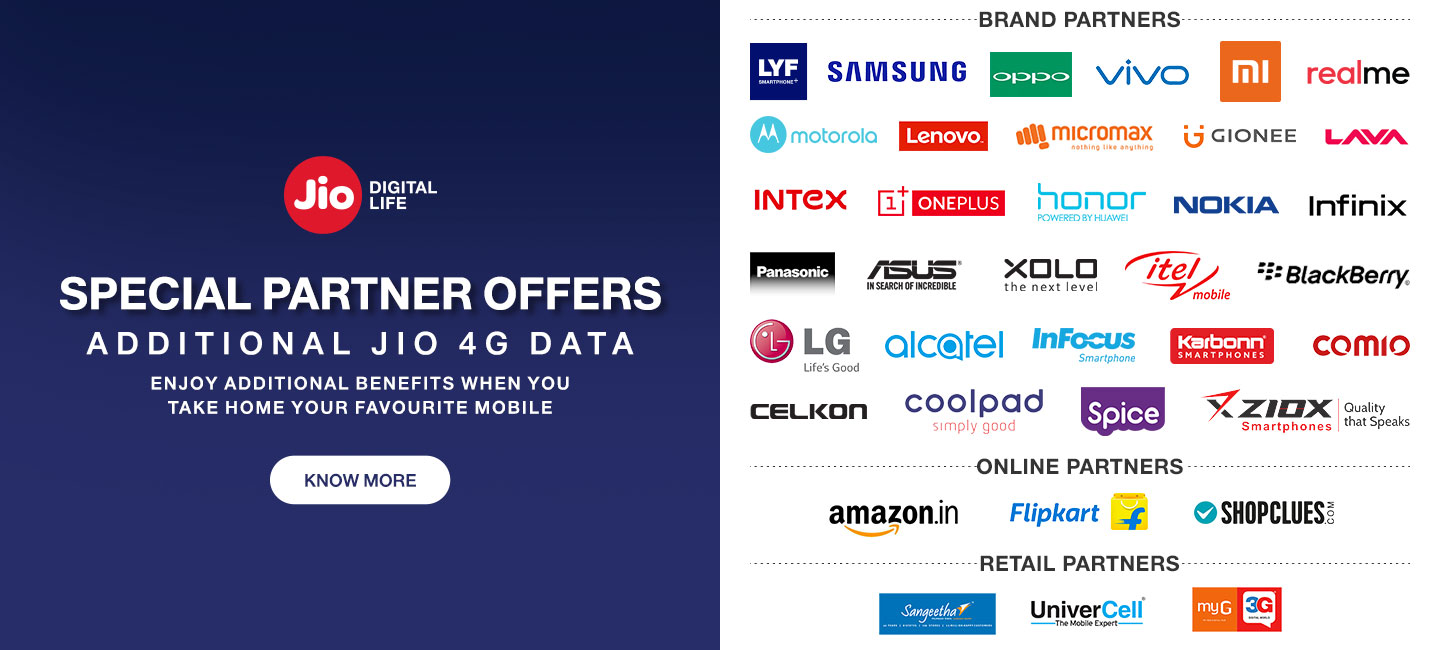 Jio
DIGITAL
LIFE
SPECIAL PARTNER OFFERS
ADDITIONAL JIO 4G DATA
ENJOY ADDITIONAL BENEFITS WHEN YOU
TAKE HOME YOUR FAVOURITE MOBILE
KNOW MORE
BRAND PARTNERS
LYF
SMARTPHONE+
SAMSUNG
oppo
vivo
mi
realme
motorola
Lenovo
micromax
nothing like anything
GIONEE
LAVA
INTEX
1+ ONEPLUS
honor
POWERED BY HUAWEI
NOKIA
Infinix
Panasonic
ASUS®
IN SEARCH OF INCREDIBLE
XOLO
the next level
itel
mobile
BlackBerry®
LG
Life's Good
alcatel
InFocus
Smartphone
Karbonn
SMARTPHONES
COMIO
CELKON
coolpad
simply good
Spice
ZIOX
Smartphones
Quality
that Speaks
ONLINE PARTNERS
amazon.in
Flipkart
f
SHOPCLUES.COM
RETAIL PARTNERS
Sangeetha
UniverCell®
The Mobile Expert
myG
3G
DIGITAL WORLD